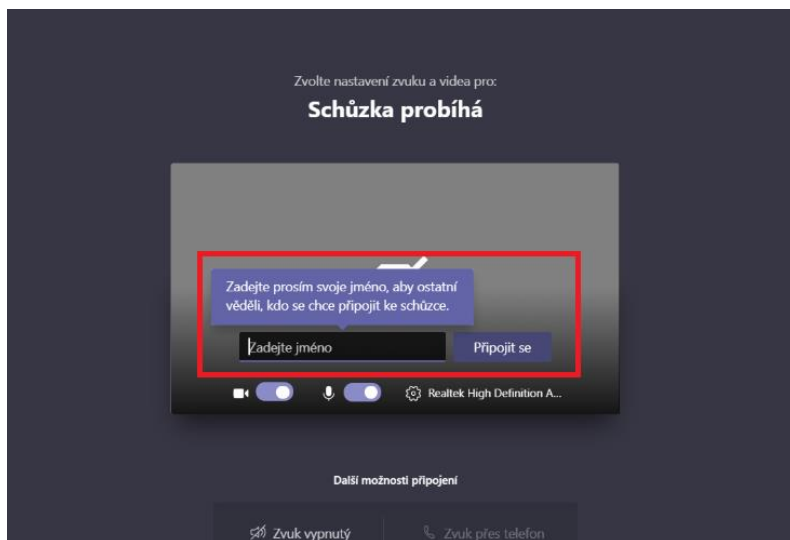 Zvolte nastavení zvuku a videa pro:
Schůzka probíhá
Zadejte prosím svoje jméno, aby ostatní
věděli, kdo se chce připojit ke schůzce.
Zadejte jméno
Připojit se
Realtek High Definition A...
Další možnosti připojení
Zvuk vypnutý
Zvuk přes telefon